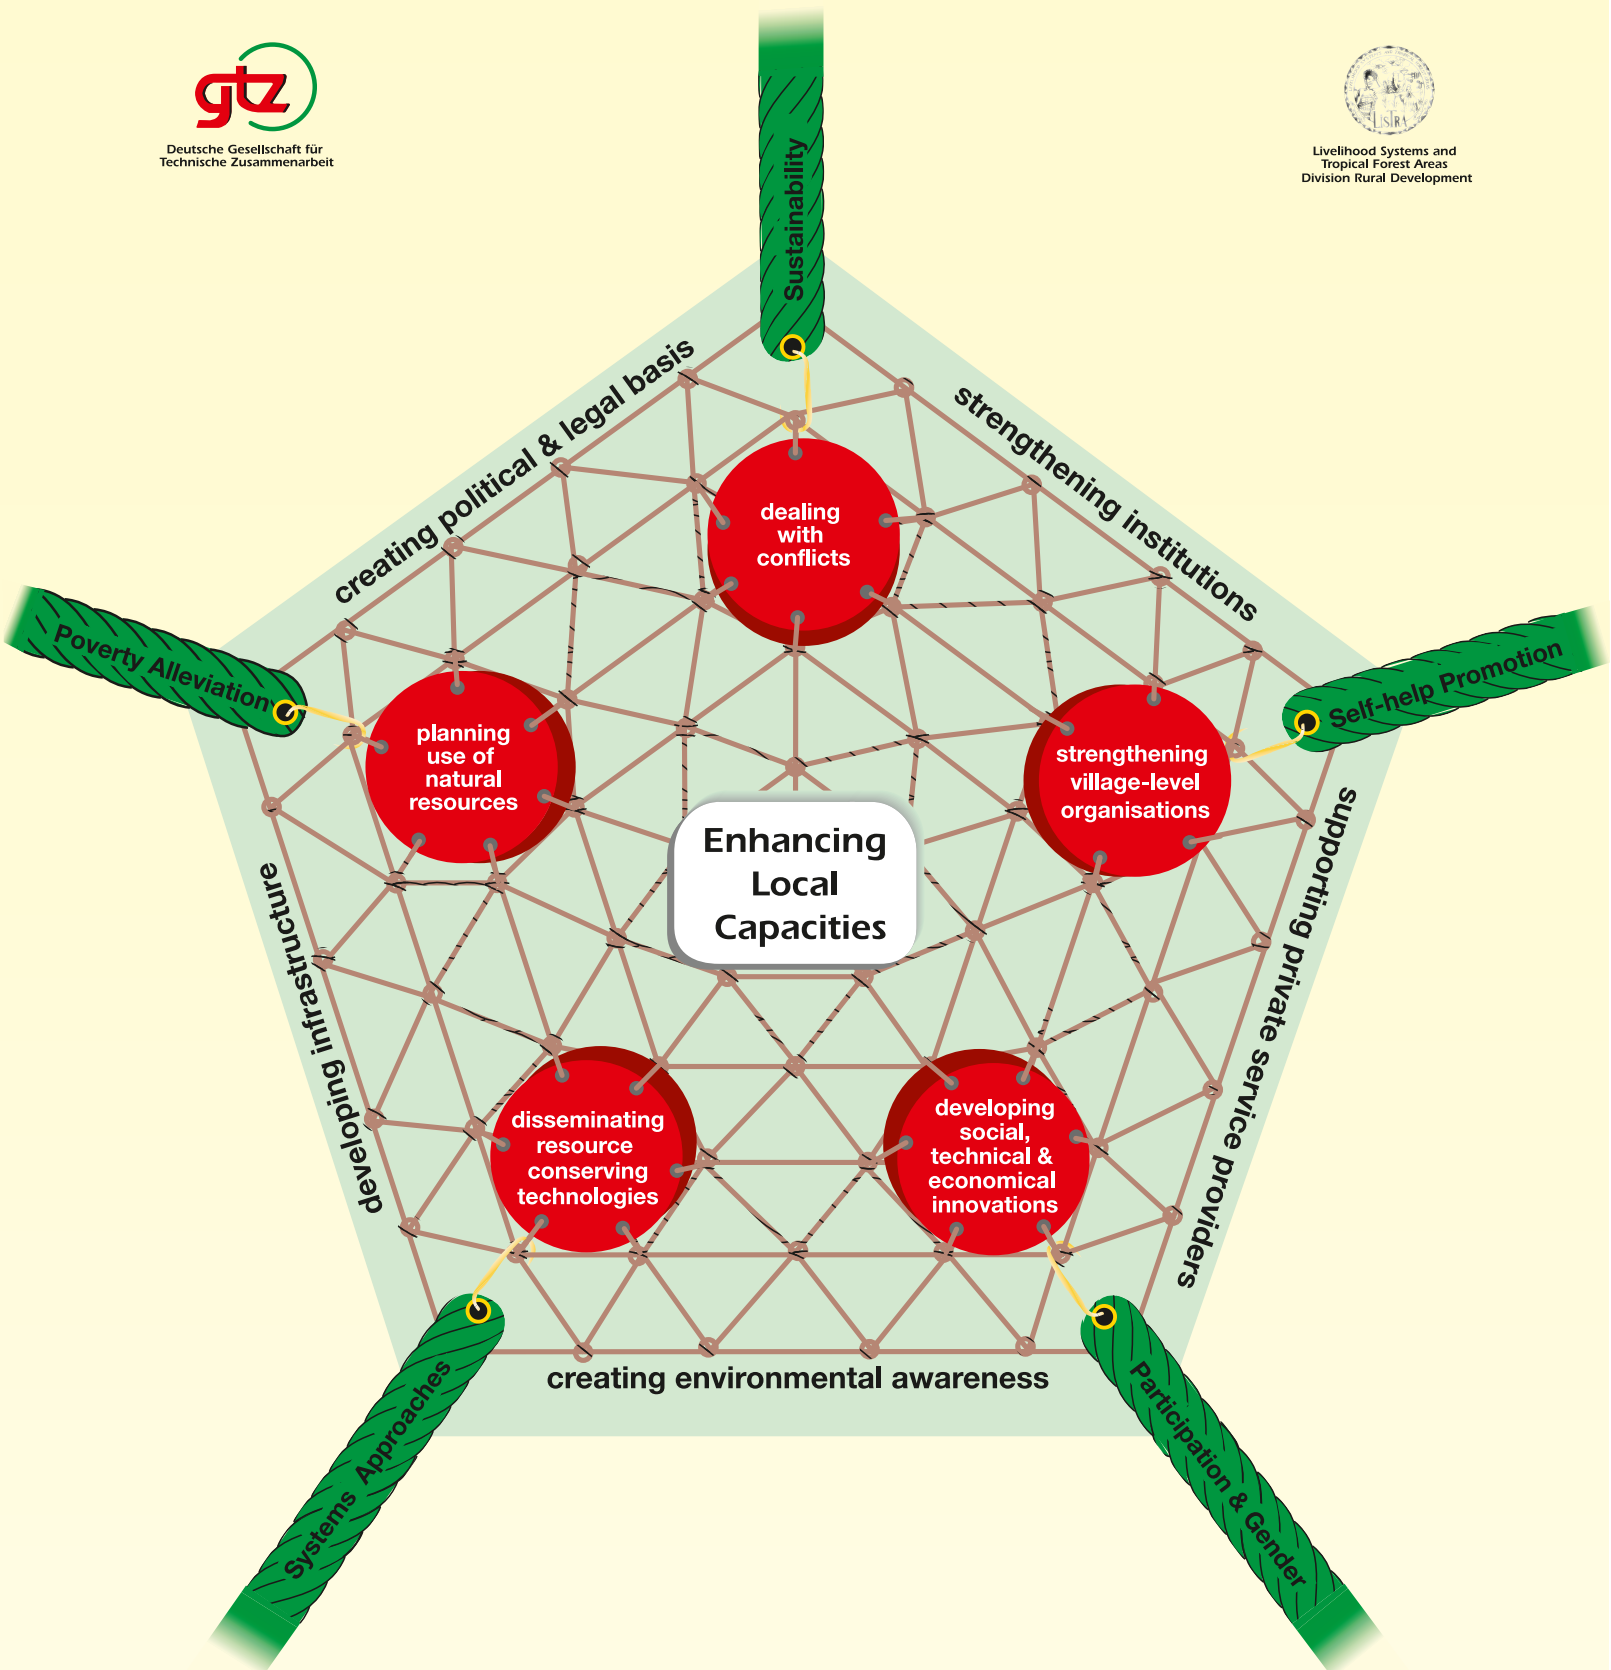 gtz
Deutsche Gesellschaft für
Technische Zusammenarbeit
LISTRA
Livelihood Systems and
Tropical Forest Areas
Division Rural Development
Sustainability
creating political & legal basis
strengthening institutions
dealing
with
conflicts
Poverty Alleviation
Self-help Promotion
planning
use of
natural
resources
strengthening
village-level
organisations
Enhancing
Local
Capacities
developing infrastructure
supporting private service providers
disseminating
resource
conserving
technologies
developing
social,
technical &
economical
innovations
creating environmental awareness
Systems Approaches
Participation & Gender